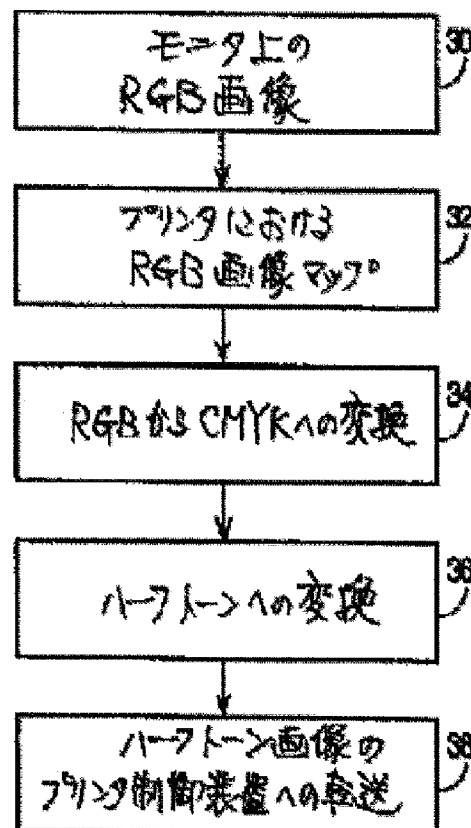 モニタ上の
RGB画像
30
プリンタにおける
RGB画像マップ
32
RGBからCMYKへの変換
34
ハーフトーンへの変換
36
ハーフトーン画像の
プリンタ制御装置への転送
38